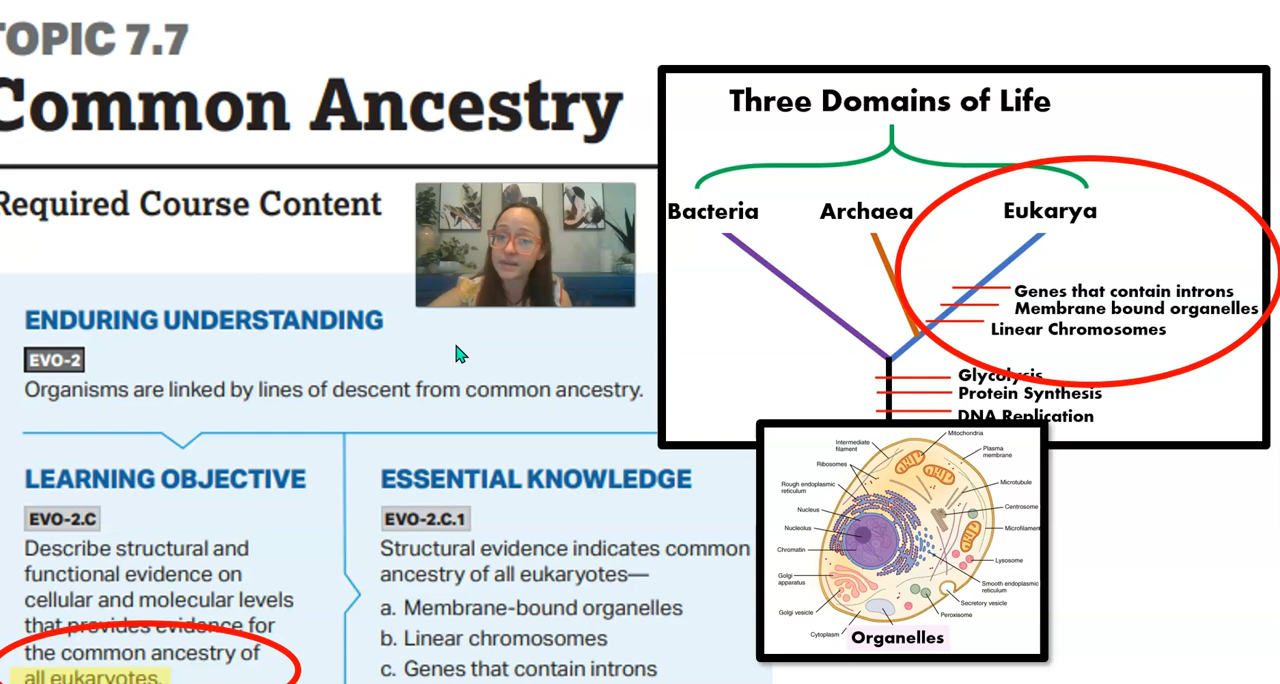 TOPIC 7.7
Common Ancestry
Required Course Content
ENDURING UNDERSTANDING
EVO-2
Organisms are linked by lines of descent from common ancestry.
LEARNING OBJECTIVE
EVO-2.C
Describe structural and
functional evidence on
cellular and molecular levels
that provides evidence for
the common ancestry of
all eukaryotes.
ESSENTIAL KNOWLEDGE
EVO-2.C.1
Structural evidence indicates common
ancestry of all eukaryotes—
a. Membrane-bound organelles
b. Linear chromosomes
c. Genes that contain introns
Three Domains of Life
Bacteria
Archaea
Eukarya
Genes that contain introns
Membrane bound organelles
Linear Chromosomes
Glycolysis
Protein Synthesis
DNA Replication
Mitochondria
Intermediate
filament
Plasma
membrane
Ribosomes
Rough endoplasmic
reticulum
Microtubule
Nucleus
Centrosome
Nucleolus
Microfilament
Chromatin
Lysosome
Golgi
apparatus
Smooth endoplasmic
reticulum
Secretory vesicle
Golgi vesicle
Peroxisome
Cytoplasm
Organelles